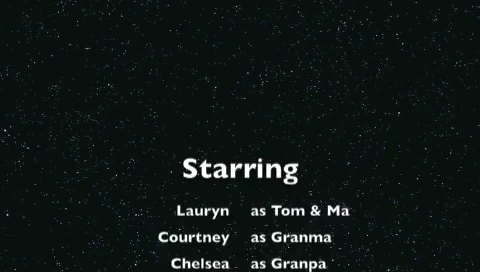 Starring
Lauryn as Tom & Ma
Courtney as Granma
Chelsea as Granpa